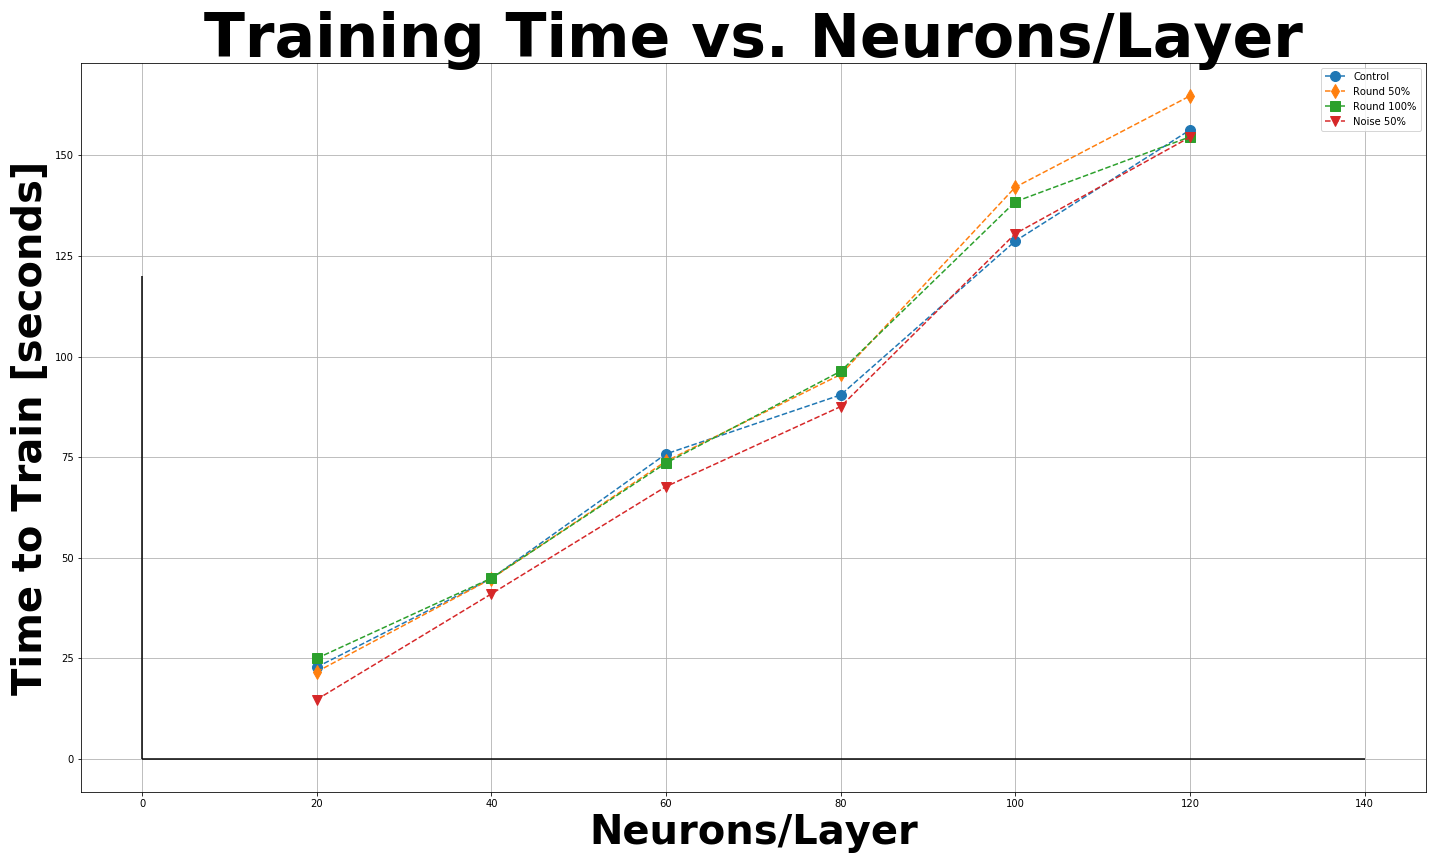 Training Time vs. Neurons/Layer
Control
Round 50%
Round 100%
Noise 50%
Time to Train [seconds]
150
125
100
75
50
25
0
0 20 40 60 80 100 120 140
Neurons/Layer